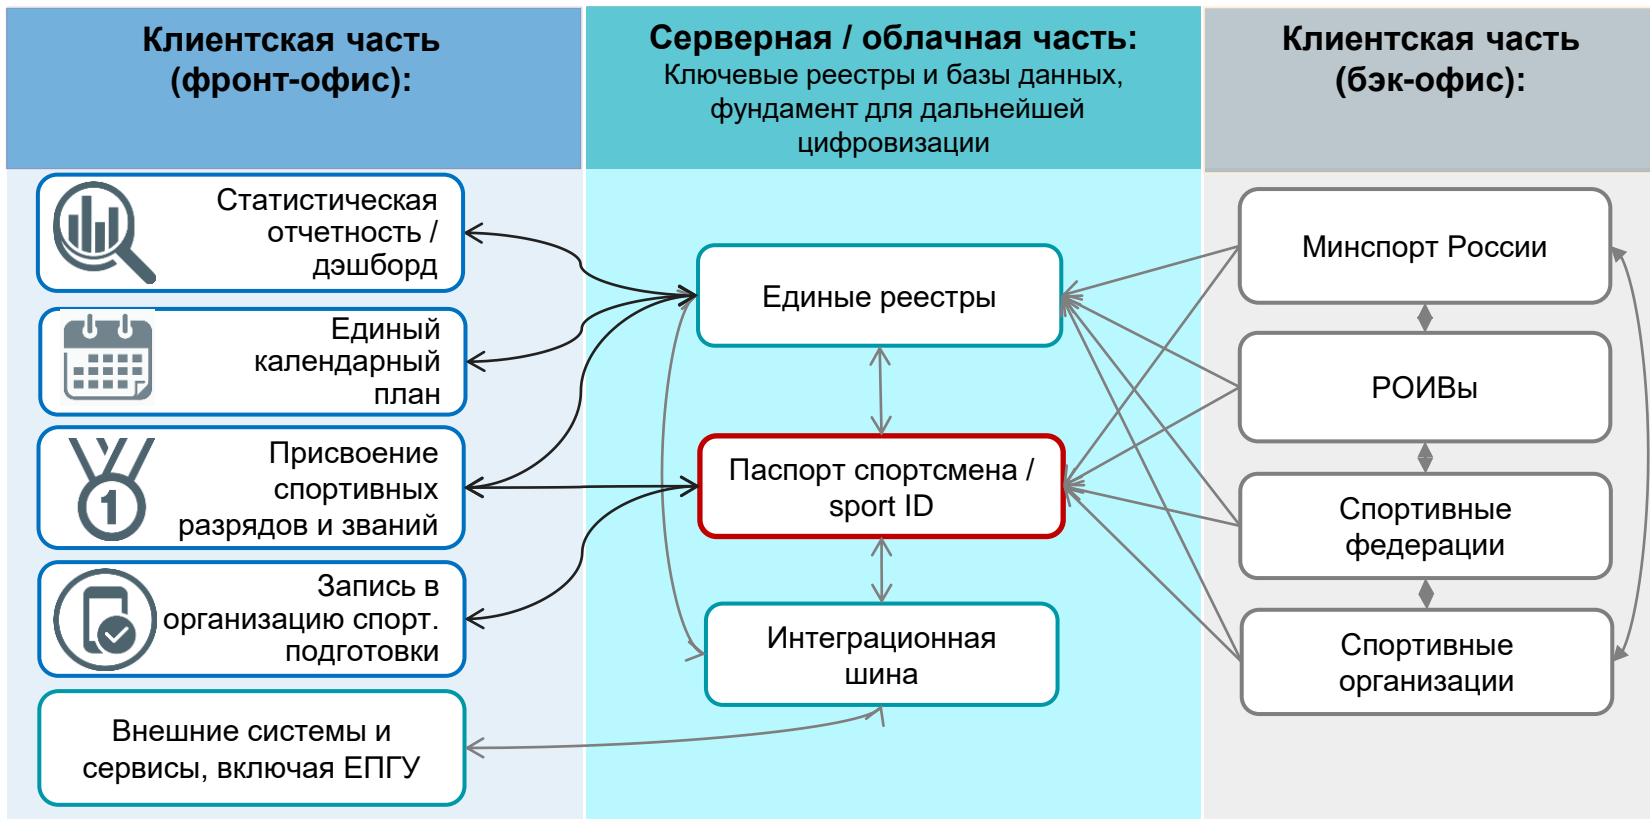 Клиентская часть
(фронт-офис):
Серверная / облачная часть:
Ключевые реестры и базы данных,
фундамент для дальнейшей
цифровизации
Клиентская часть
(бэк-офис):
Статистическая
отчетность /
дэшборд
Единый
календарный
план
1
Присвоение
спортивных
разрядов и званий
Запись в
организацию спорт.
подготовки
Внешние системы и
сервисы, включая ЕПГУ
Единые реестры
Паспорт спортсмена /
sport ID
Интеграционная
шина
Минспорт России
РОИВы
Спортивные
федерации
Спортивные
организации